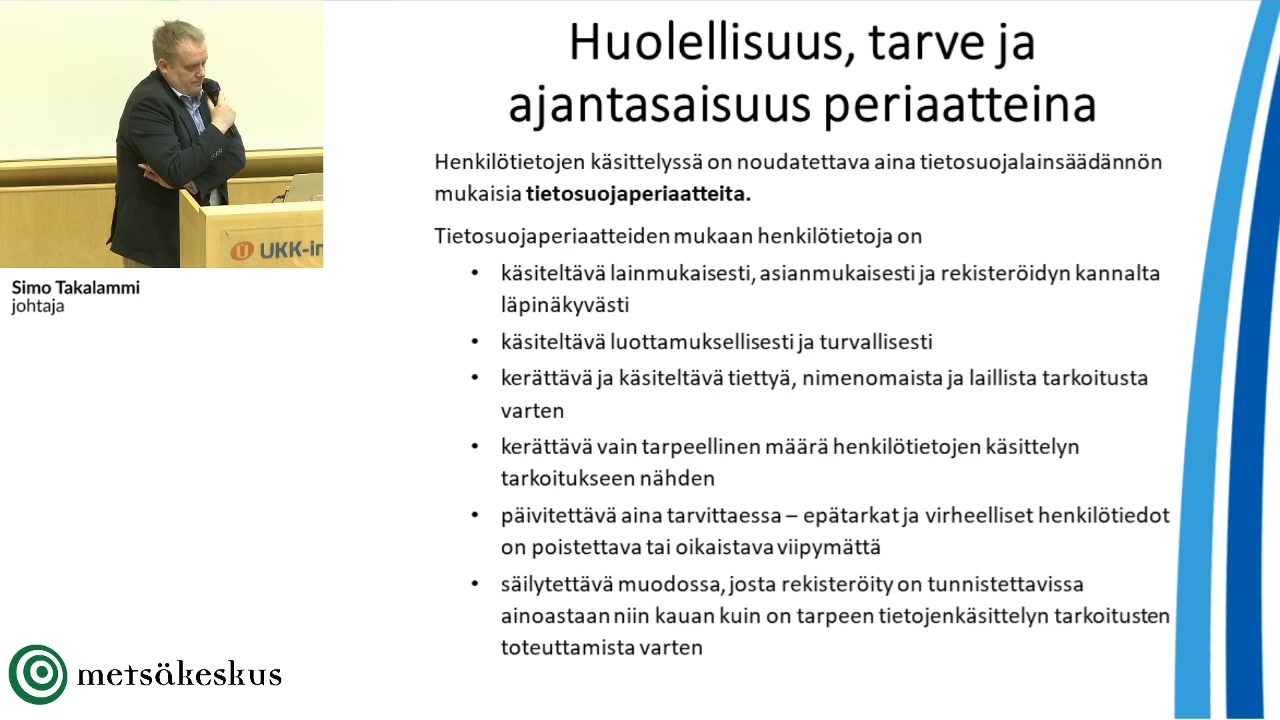 Huolellisuus, tarve ja
ajantasaisuus periaatteina
Henkilötietojen käsittelyssä on noudatettava aina tietosuojalainsäädännön
mukaisia tietosuojaperiaatteita.
Tietosuojaperiaatteiden mukaan henkilötietoja on
• käsiteltävä lainmukaisesti, asianmukaisesti ja rekisteröidyn kannalta
läpinäkyvästi
• käsiteltävä luottamuksellisesti ja turvallisesti
• kerättävä ja käsiteltävä tiettyä, nimenomaista ja laillista tarkoitusta
varten
• kerättävä vain tarpeellinen määrä henkilötietojen käsittelyn
tarkoitukseen nähden
• päivitettävä aina tarvittaessa – epätarkat ja virheelliset henkilötiedot
on poistettava tai oikaistava viipymättä
• säilytettävä muodossa, josta rekisteröity on tunnistettavissa
ainoastaan niin kauan kuin on tarpeen tietojenkäsittelyn tarkoitusten
toteuttamista varten
UKK-in
Simo Takalammi
johtaja
metsäkeskus